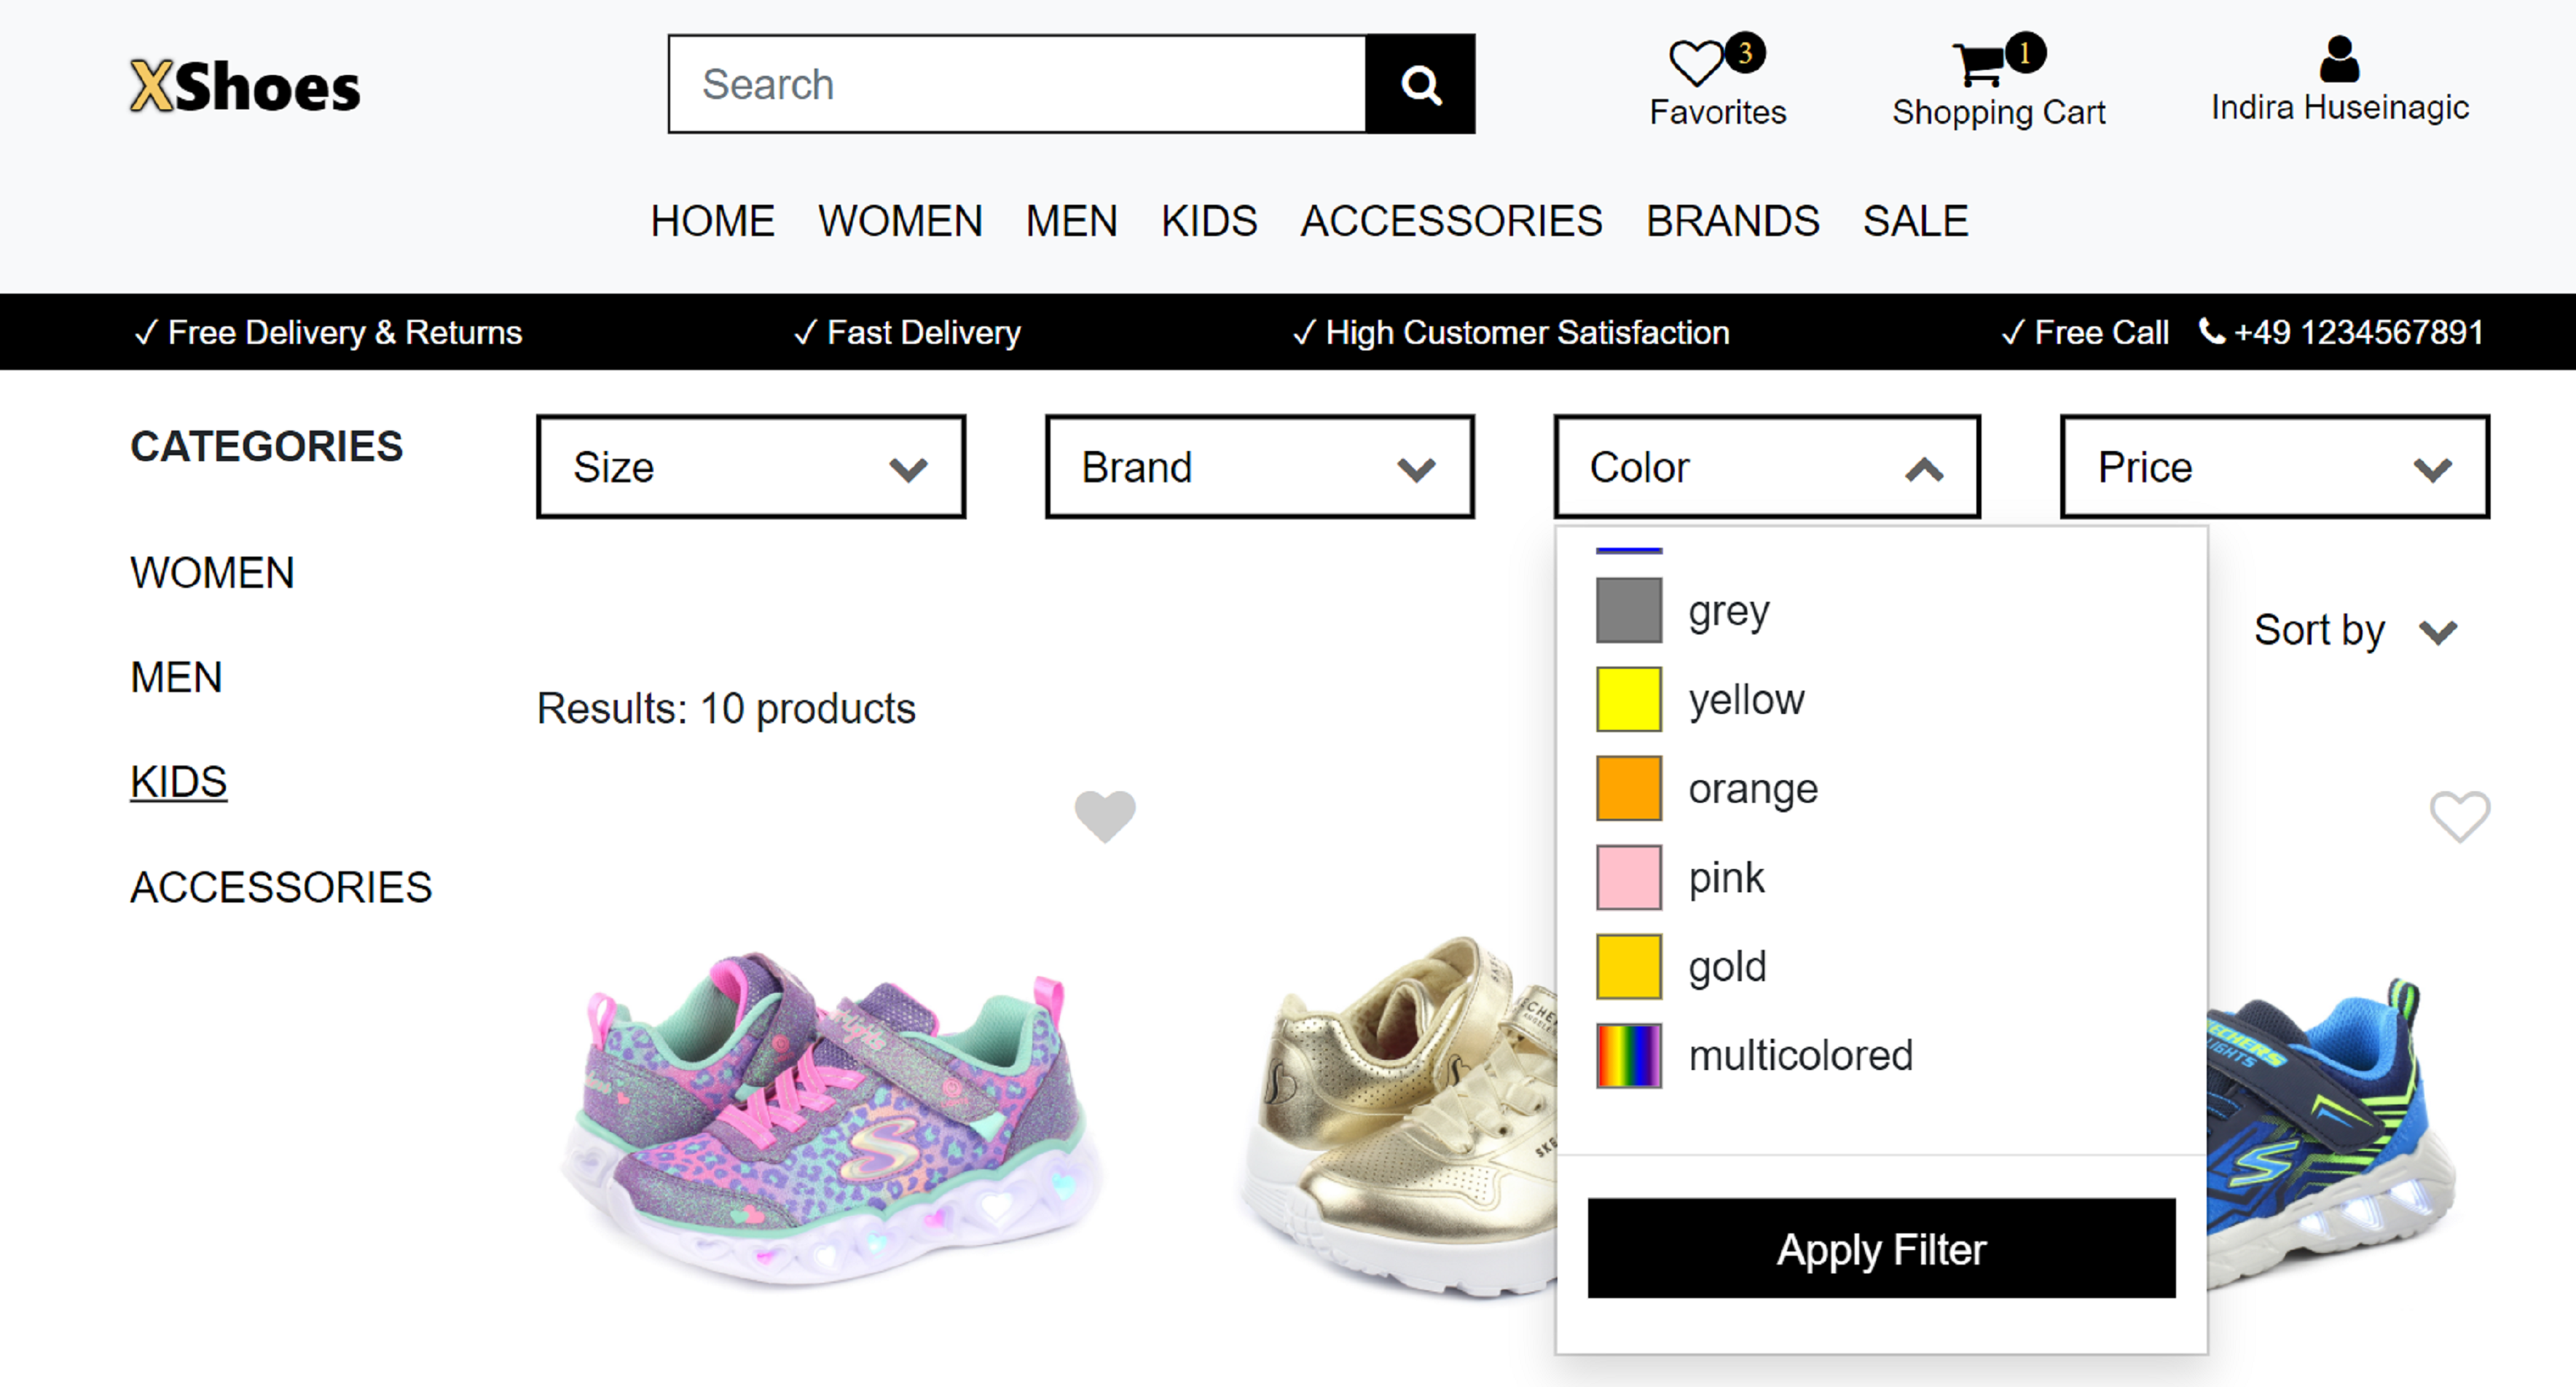 XShoes
Search
3
Favorites
1
Shopping Cart
Indira Huseinagic
HOME WOMEN MEN KIDS ACCESSORIES BRANDS SALE
✓ Free Delivery & Returns ✓ Fast Delivery ✓ High Customer Satisfaction ✓ Free Call +49 1234567891
CATEGORIES
WOMEN
MEN
KIDS
ACCESSORIES
Size Brand Color Price
grey
yellow
orange
pink
gold
multicolored
Apply Filter
Sort by
Results: 10 products
S